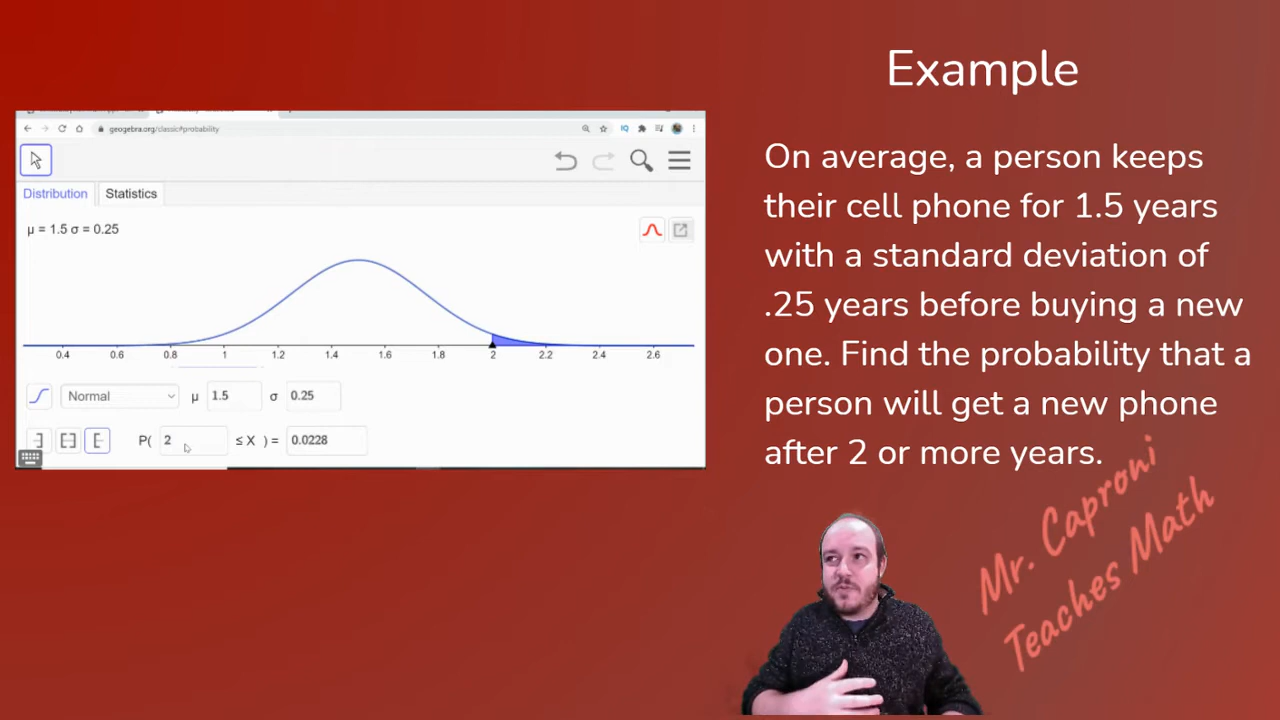 Example
geogebra.org/classic#probability
Distribution
Statistics
μ = 1.5 σ = 0.25
0.4 0.6 0.8 1 1.2 1.4 1.6 1.8 2 2.2 2.4 2.6
Normal μ 1.5 σ 0.25
P( 2 ≤ X ) = 0.0228
On average, a person keeps
their cell phone for 1.5 years
with a standard deviation of
.25 years before buying a new
one. Find the probability that a
person will get a new phone
after 2 or more years.
Mr. Caproni
Teaches Math